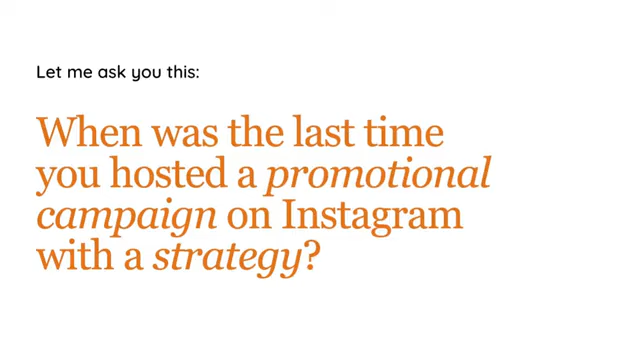 Let me ask you this:
When was the last time
you hosted a promotional
campaign on Instagram
with a strategy?